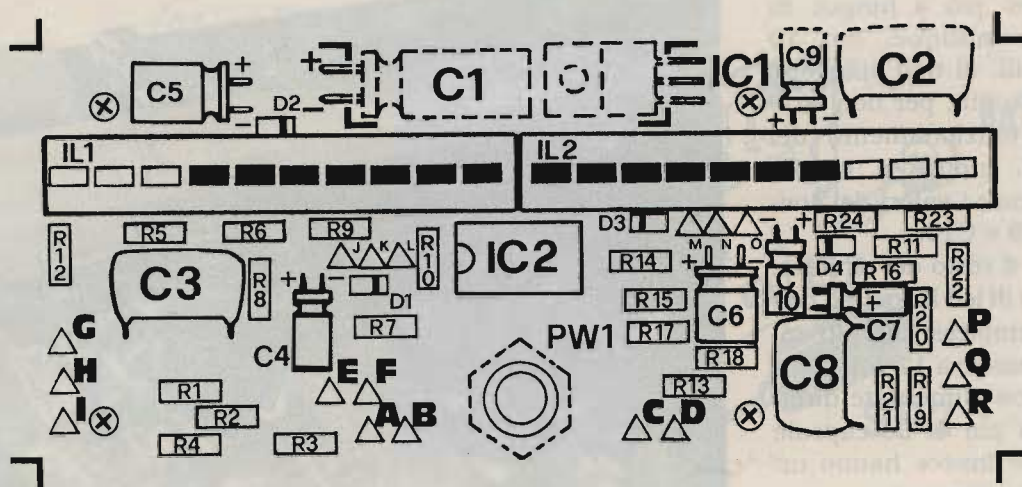 C5
+
-
D2
+
-
C1
IC1
C9
+ -
C2
IL1
IL2
R12
R5
R6
R9
J K L
R10
IC2
D3
M N O
- +
R24
R23
R14
D4
R11
R22
C3
R8
+ -
D1
+ -
C6
C10
R16
+
C7
R20
R15
R7
PW1
R17
C4
R18
C8
G
P
H
E F
R13
Q
R1
I
A B
C D
R21
R19
R
R2
R4
R3